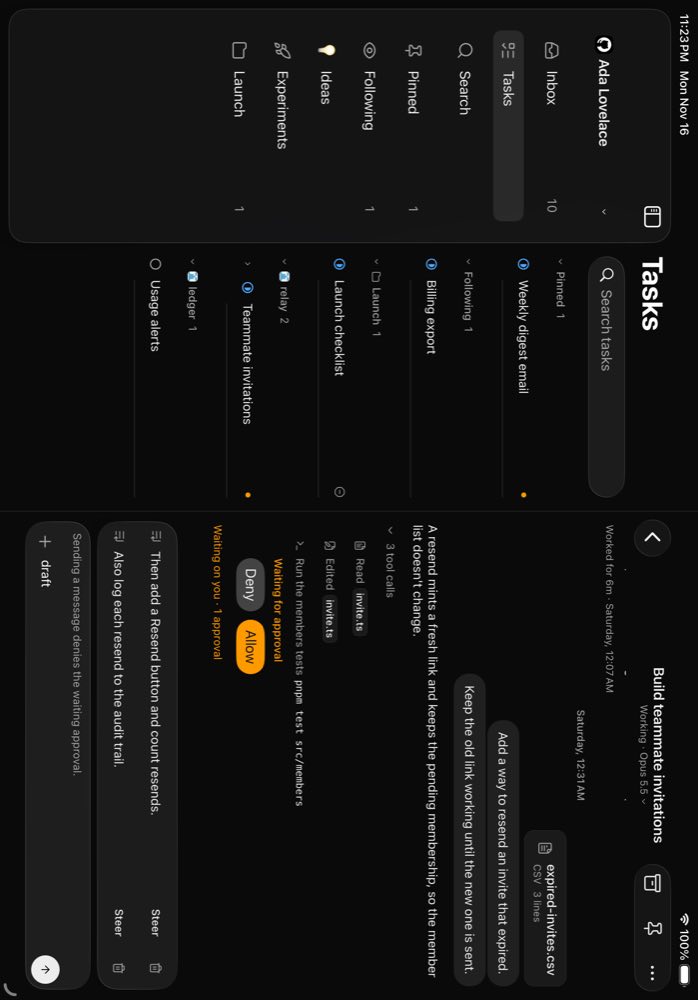 11:23 PM Mon Nov 16
100%
Ada Lovelace
Inbox 10
Tasks
Search
Pinned 1
Following 1
Ideas
Experiments
Launch 1
Tasks
Search tasks
Pinned 1
Weekly digest email
Following 1
Billing export
Launch 1
Launch checklist
relay 2
Teammate invitations
ledger 1
Usage alerts
Build teammate invitations
Working · Opus 5.5
Worked for 6m · Saturday, 12:07 AM
Saturday, 12:31 AM
expired-invites.csv
CSV 3 lines
Add a way to resend an invite that expired.
Keep the old link working until the new one is sent.
A resend mints a fresh link and keeps the pending membership, so the member
list doesn't change.
3 tool calls
Read invite.ts
Edited invite.ts
Run the members tests pnpm test src/members
Waiting for approval
Deny Allow
Waiting on you · 1 approval
Then add a Resend button and count resends. Steer
Also log each resend to the audit trail. Steer
Sending a message denies the waiting approval.
draft